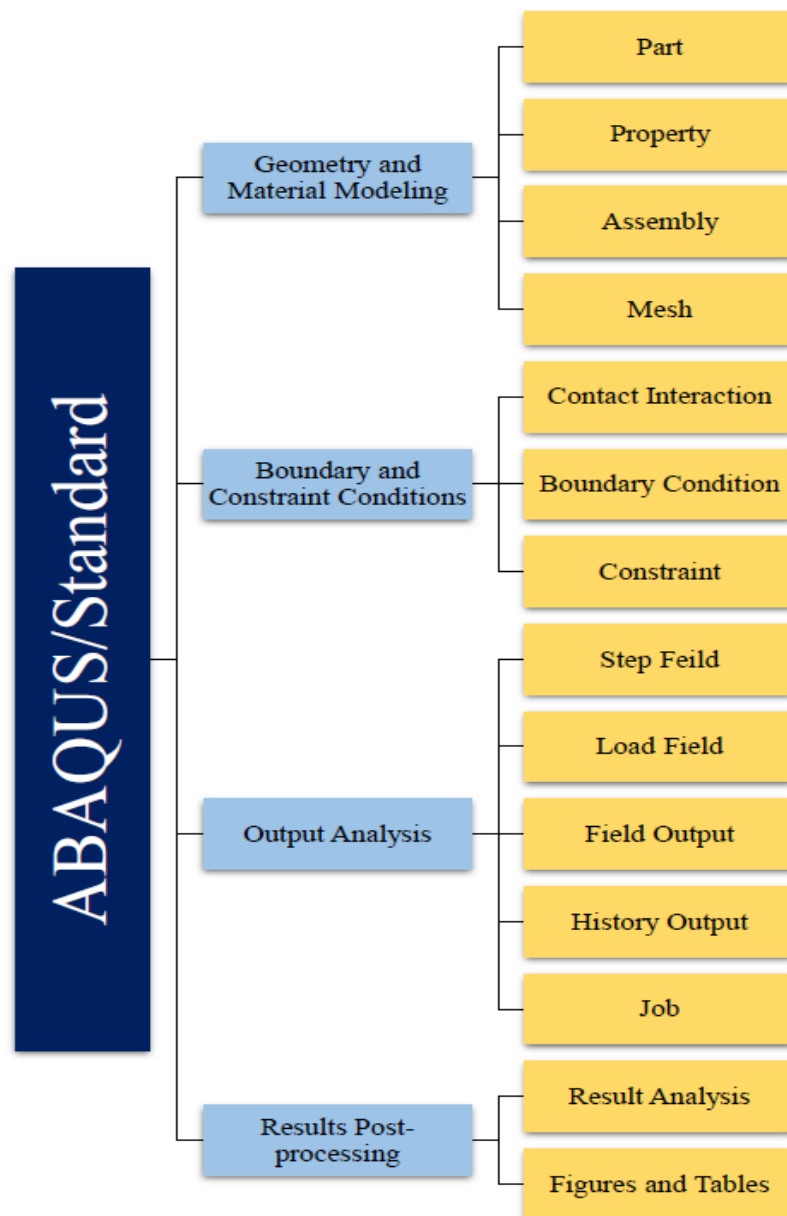 ABAQUS/Standard
Geometry and
Material Modeling
Part
Property
Assembly
Mesh
Boundary and
Constraint Conditions
Contact Interaction
Boundary Condition
Constraint
Output Analysis
Step Feild
Load Field
Field Output
History Output
Job
Results Post-
processing
Result Analysis
Figures and Tables